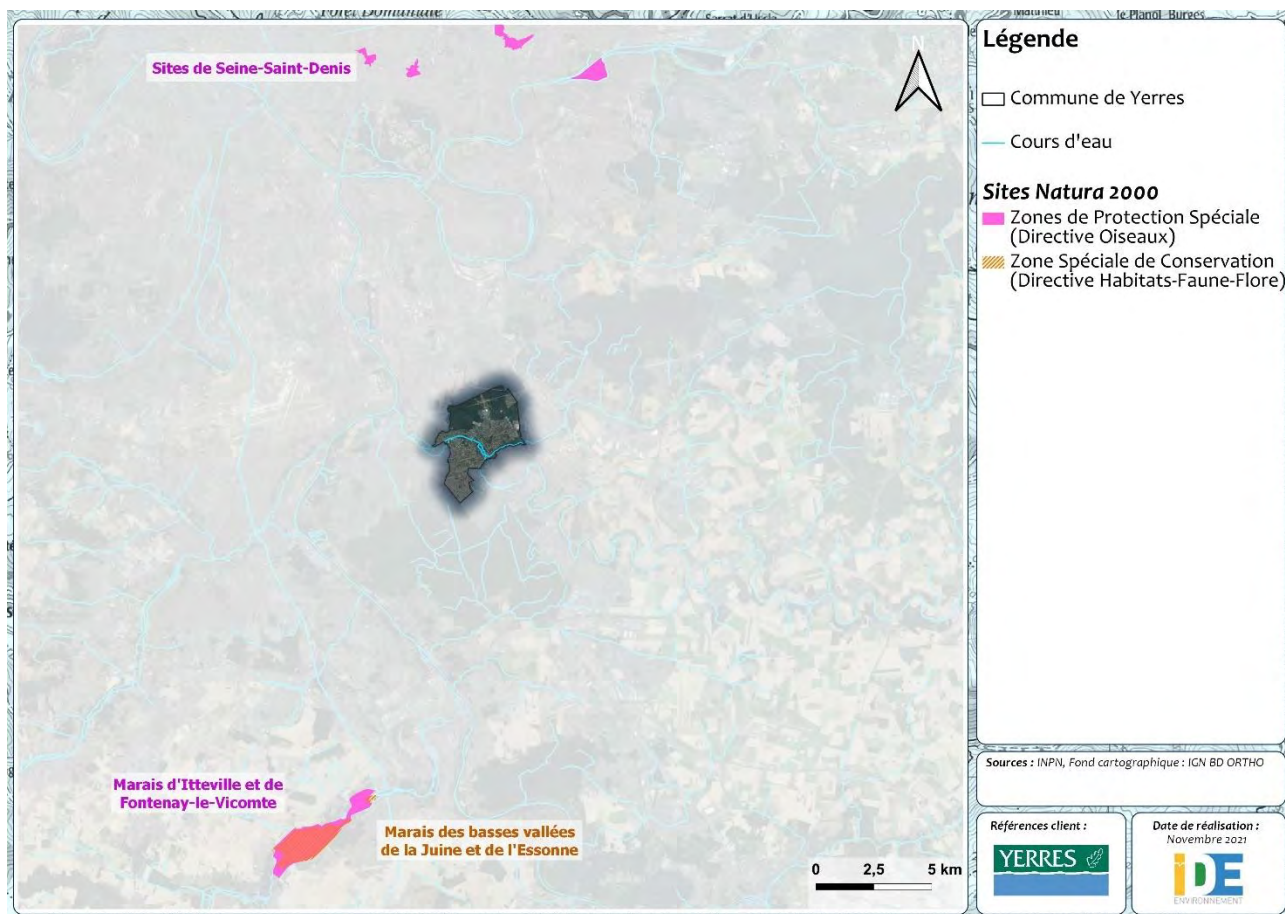 Forêt Domaniale
Sites de Seine-Saint-Denis
N
Légende
Commune de Yerres
Cours d'eau
Sites Natura 2000
Zones de Protection Spéciale
(Directive Oiseaux)
Zone Spéciale de Conservation
(Directive Habitats-Faune-Flore)
Marais d'Itteville et de
Fontenay-le-Vicomte
Marais des basses vallées
de la Juine et de l'Essonne
0 2,5 5 km
Sources : INPN, Fond cartographique : IGN BD ORTHO
Références client :
YERRES
Date de réalisation :
Novembre 2021
iDE
ENVIRONNEMENT